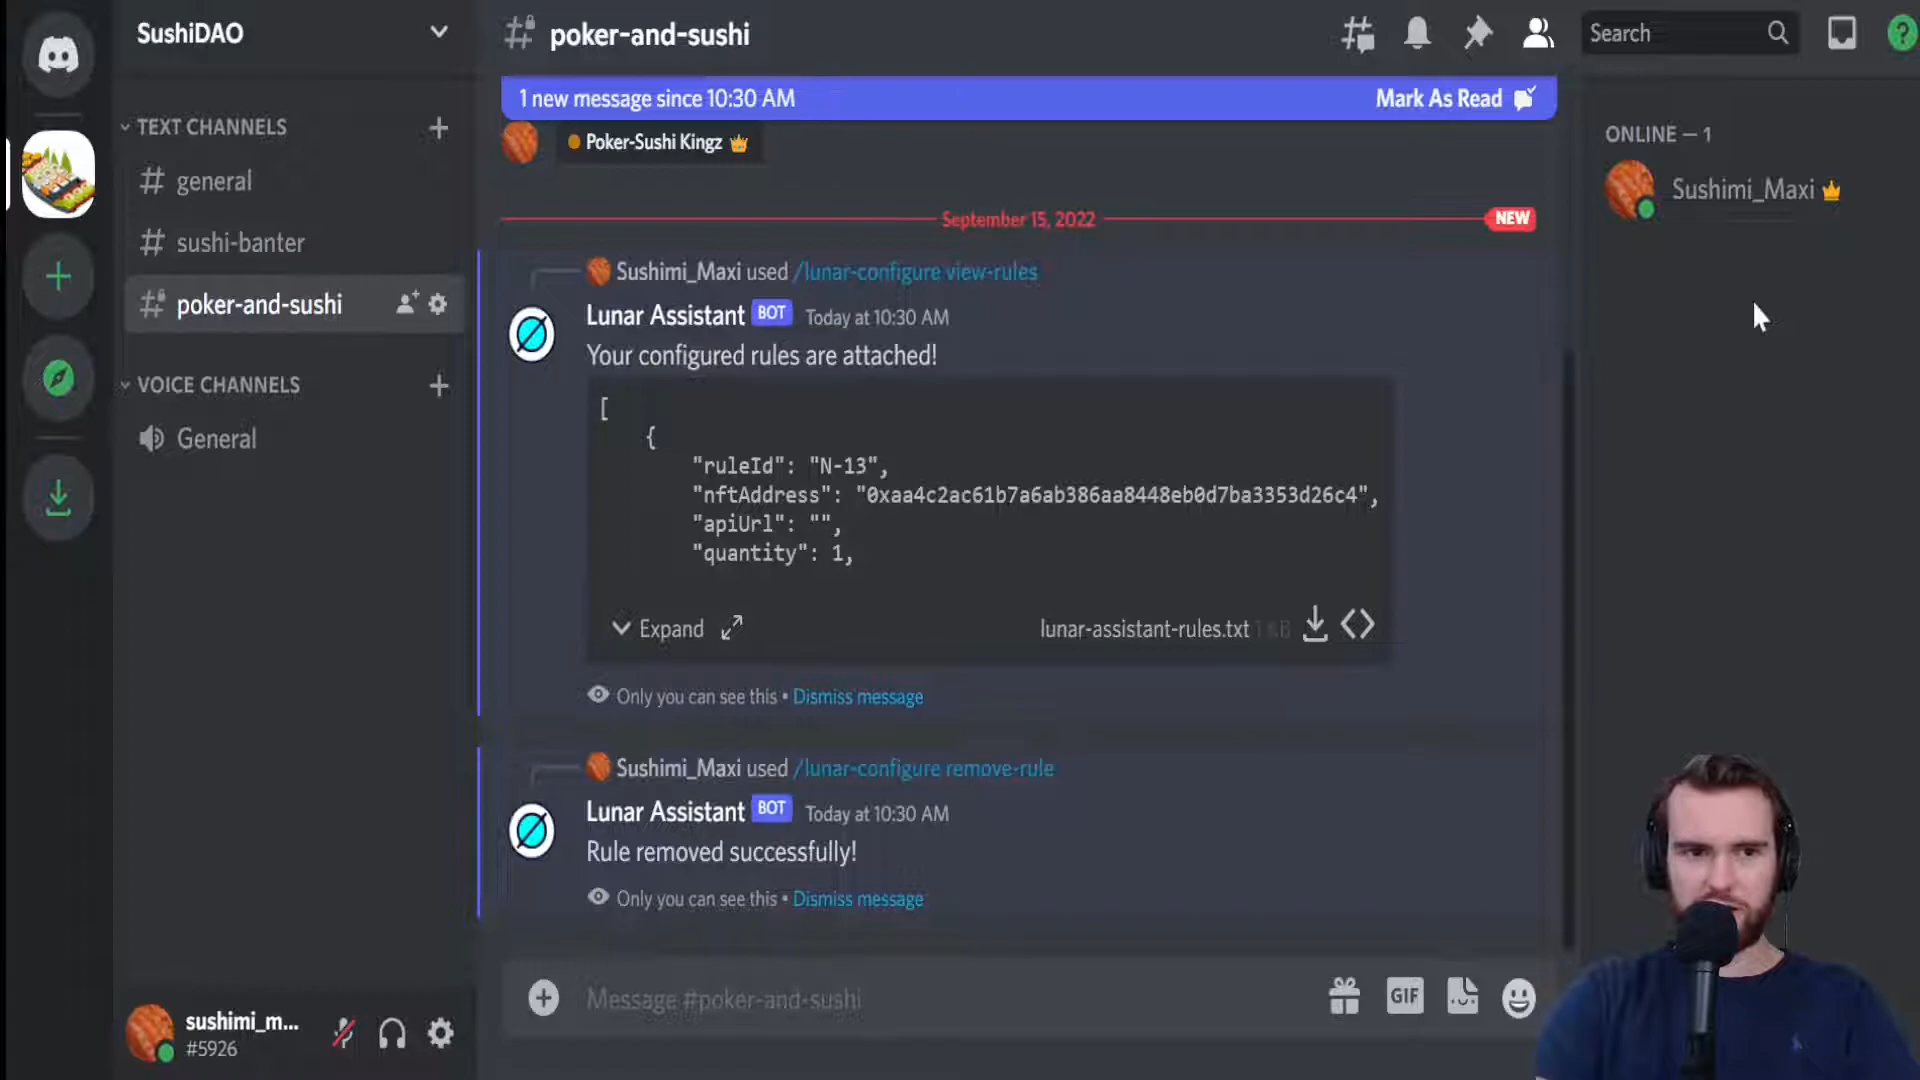 SushiDAO
TEXT CHANNELS
general
sushi-banter
poker-and-sushi
VOICE CHANNELS
General
sushimi_m...
#5926
poker-and-sushi
Search
1 new message since 10:30 AM
Mark As Read
Poker-Sushi Kingz
September 15, 2022
NEW
Sushimi_Maxi used /lunar-configure view-rules
Lunar Assistant BOT Today at 10:30 AM
Your configured rules are attached!
[
{
"ruleId": "N-13",
"nftAddress": "0xaa4c2ac61b7a6ab386aa8448eb0d7ba3353d26c4",
"apiUrl": "",
"quantity": 1,
Expand
lunar-assistant-rules.txt 1 KB
Only you can see this • Dismiss message
Sushimi_Maxi used /lunar-configure remove-rule
Lunar Assistant BOT Today at 10:30 AM
Rule removed successfully!
Only you can see this • Dismiss message
Message #poker-and-sushi
GIF
ONLINE — 1
Sushimi_Maxi